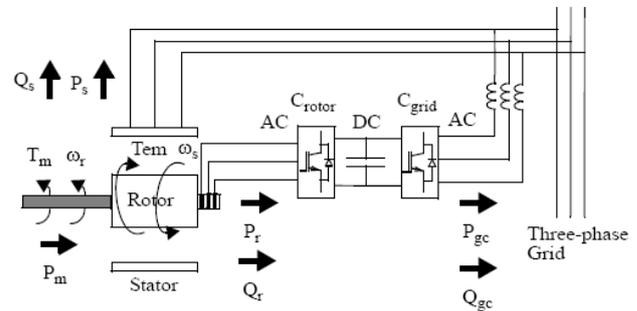 Qs Ps
Crotor Cgrid
AC DC AC
Tem ωs
Tm ωr
Rotor
Pm
Stator
Pr
Qr
Pgc
Qgc
Three-phase
Grid